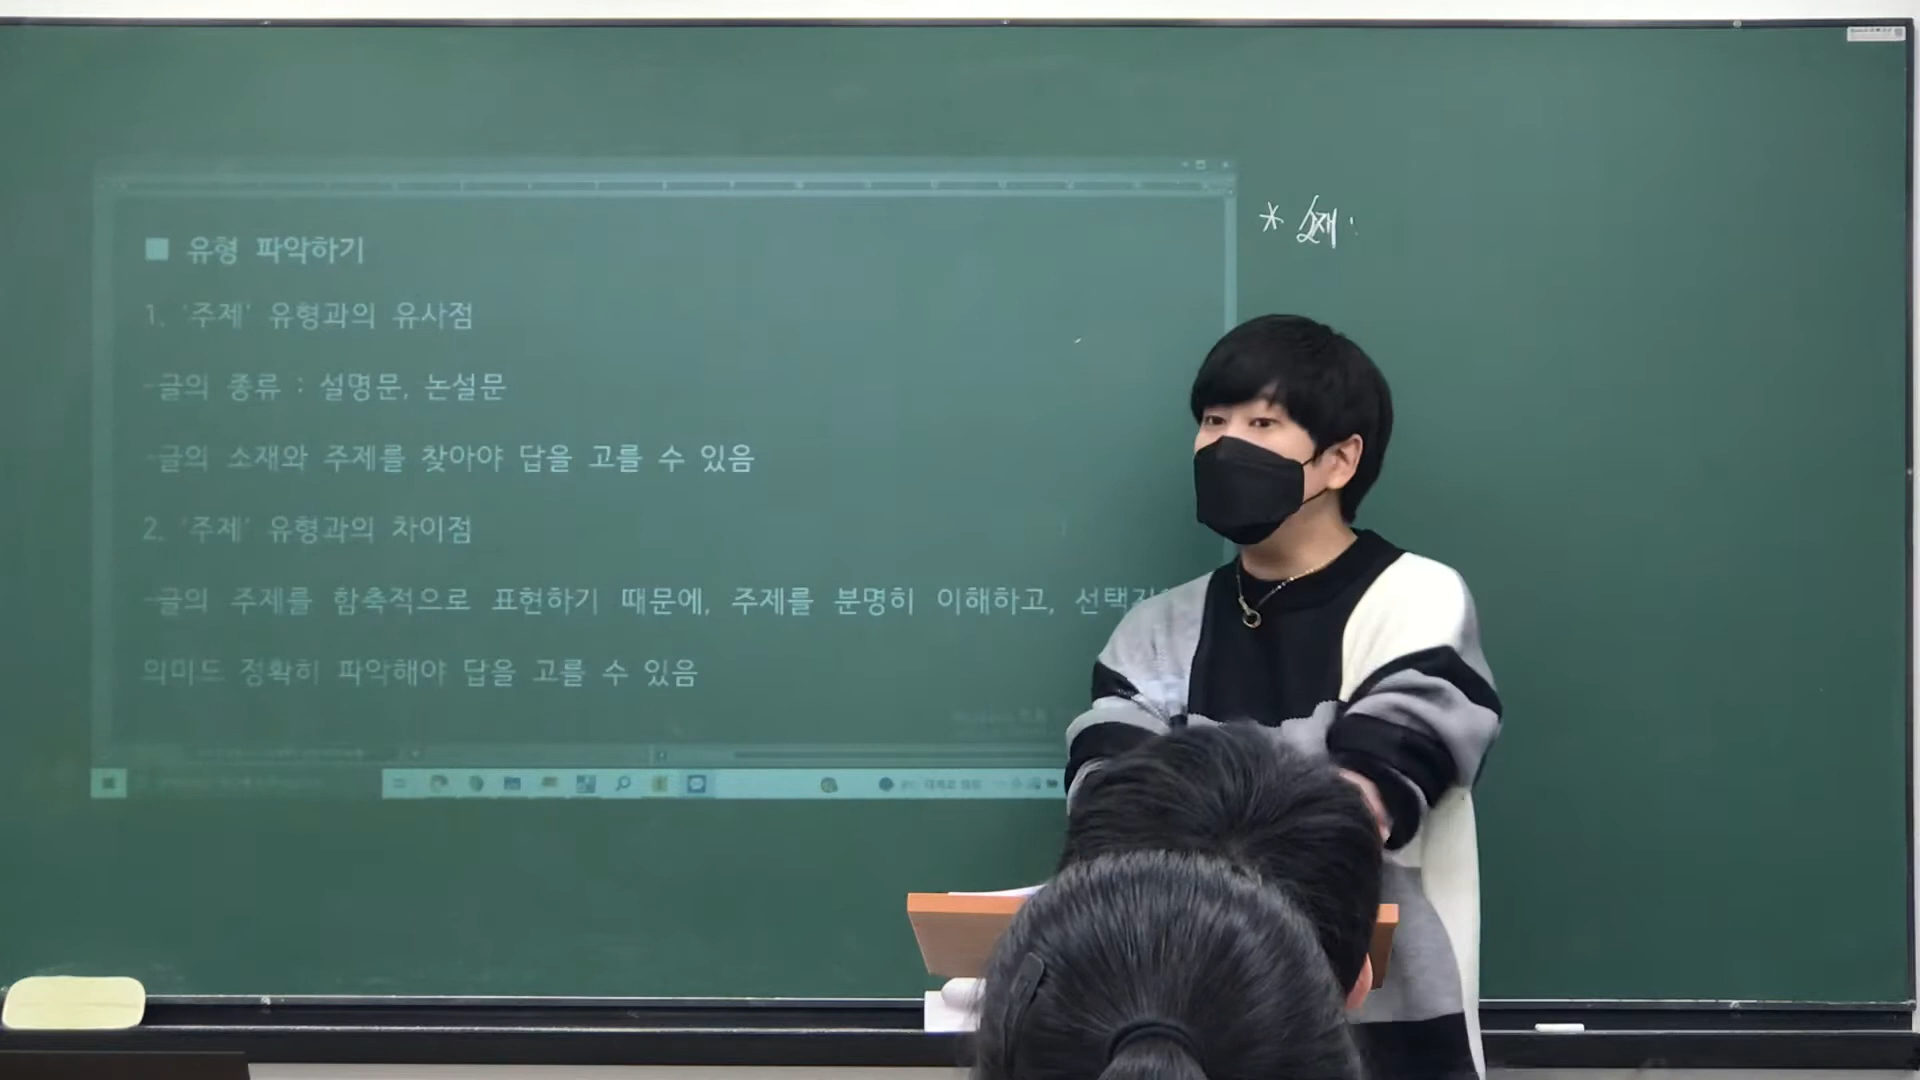 ■ 유형 파악하기
1. '주제' 유형과의 유사점
-글의 종류 : 설명문, 논설문
-글의 소재와 주제를 찾아야 답을 고를 수 있음
2. '주제' 유형과의 차이점
-글의 주제를 함축적으로 표현하기 때문에, 주제를 분명히 이해하고,
의미도 정확히 파악해야 답을 고를 수 있음
* 소재 :